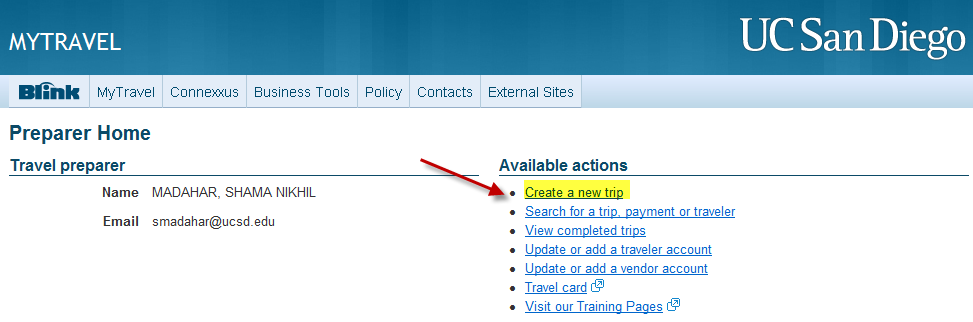 MYTRAVEL
UC San Diego
Blink MyTravel Connexxus Business Tools Policy Contacts External Sites
Preparer Home
Travel preparer
Name MADAHAR, SHAMA NIKHIL
Email smadahar@ucsd.edu
Available actions
Create a new trip
Search for a trip, payment or traveler
View completed trips
Update or add a traveler account
Update or add a vendor account
Travel card
Visit our Training Pages